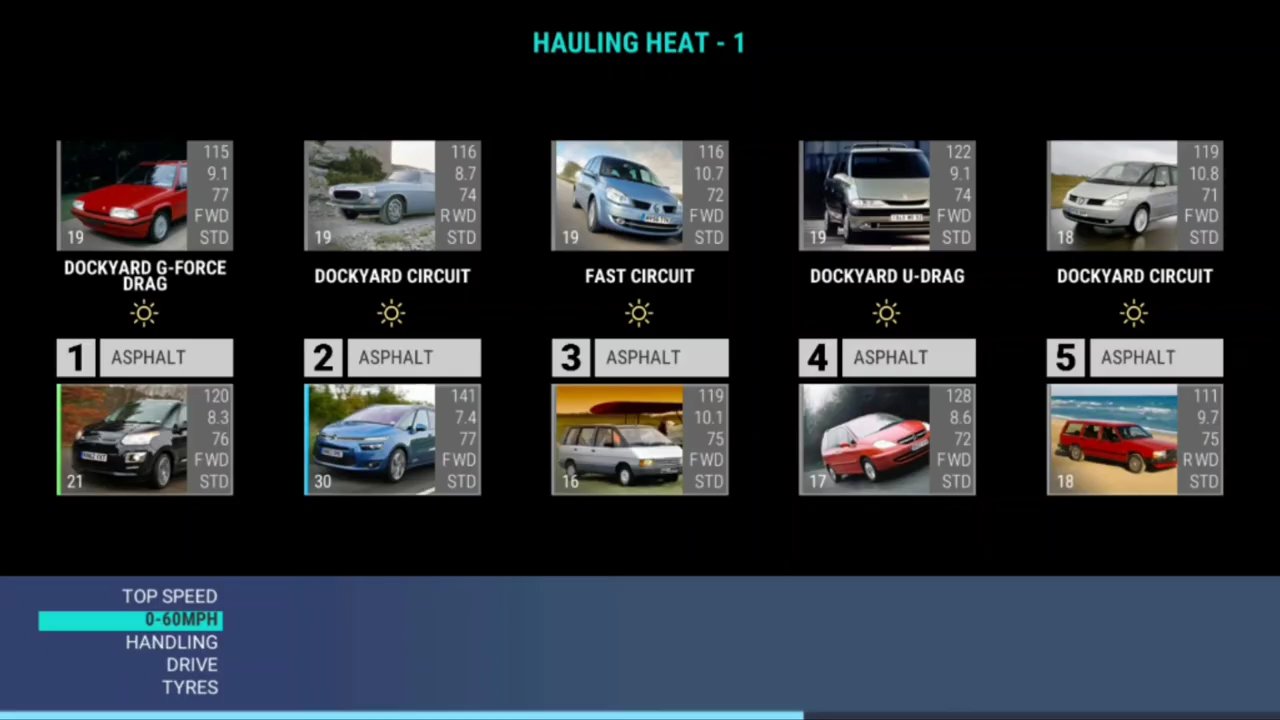 HAULING HEAT - 1
115
9.1
77
FWD
STD
19
116
8.7
74
RWD
STD
19
116
10.7
72
FWD
STD
19
122
9.1
74
FWD
STD
19
119
10.8
71
FWD
STD
18
DOCKYARD G-FORCE
DRAG
DOCKYARD CIRCUIT
FAST CIRCUIT
DOCKYARD U-DRAG
DOCKYARD CIRCUIT
1 ASPHALT
2 ASPHALT
3 ASPHALT
4 ASPHALT
5 ASPHALT
120
8.3
76
FWD
STD
21
141
7.4
77
FWD
STD
30
119
10.1
75
FWD
STD
16
128
8.6
72
FWD
STD
17
111
9.7
75
RWD
STD
18
TOP SPEED
0-60MPH
HANDLING
DRIVE
TYRES